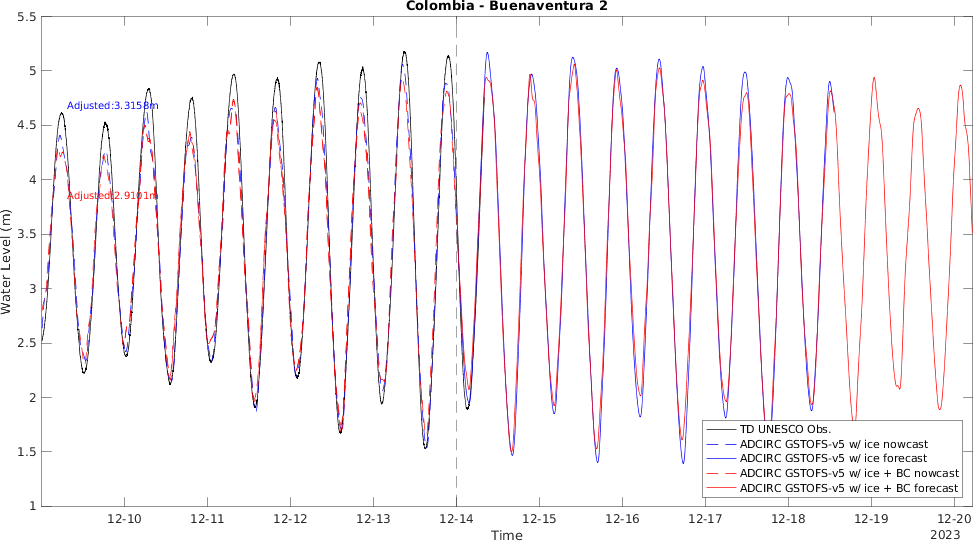 Colombia - Buenaventura 2
5.5
5
4.5
4
3.5
3
2.5
2
1.5
1
Water Level (m)
Adjusted:3.3158m
Adjusted:2.9101m
TD UNESCO Obs.
ADCIRC GSTOFS-v5 w/ ice nowcast
ADCIRC GSTOFS-v5 w/ ice forecast
ADCIRC GSTOFS-v5 w/ ice + BC nowcast
ADCIRC GSTOFS-v5 w/ ice + BC forecast
12-10 12-11 12-12 12-13 12-14 12-15 12-16 12-17 12-18 12-19 12-20
Time 2023